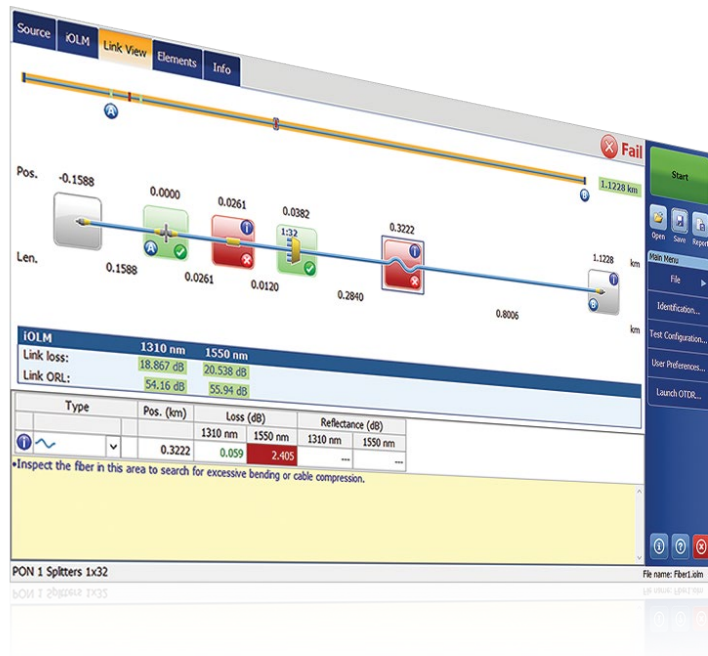 Source iOLM Link View Elements Info
Fail
1.1228 km
A
B
Pos. -0.1588 0.0000 0.0261 0.0382 0.3222 1.1228 km
1:32
A
B
Len. 0.1588 0.0261 0.0120 0.2840 0.8006 km
iOLM 1310 nm 1550 nm
Link loss: 18.867 dB 20.538 dB
Link ORL: 54.16 dB 55.94 dB
Type Pos. (km) Loss (dB) Reflectance (dB)
1310 nm 1550 nm 1310 nm 1550 nm
0.3222 0.059 2.405 --- ---
•Inspect the fiber in this area to search for excessive bending or cable compression.
PON 1 Splitters 1x32
File name: Fiber1.iolm
Start
Open Save Report
Main Menu
File
Identification...
Test Configuration...
User Preferences...
Launch OTDR...